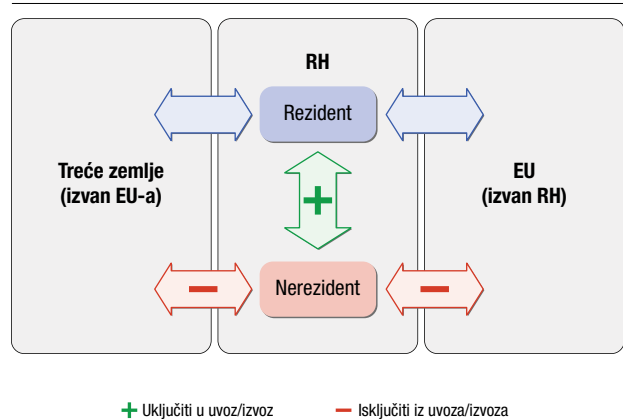 RH
Rezident
Treće zemlje
(izvan EU-a)
EU
(izvan RH)
+
Nerezident
−
−
+ Uključiti u uvoz/izvoz
− Isključiti iz uvoza/izvoza